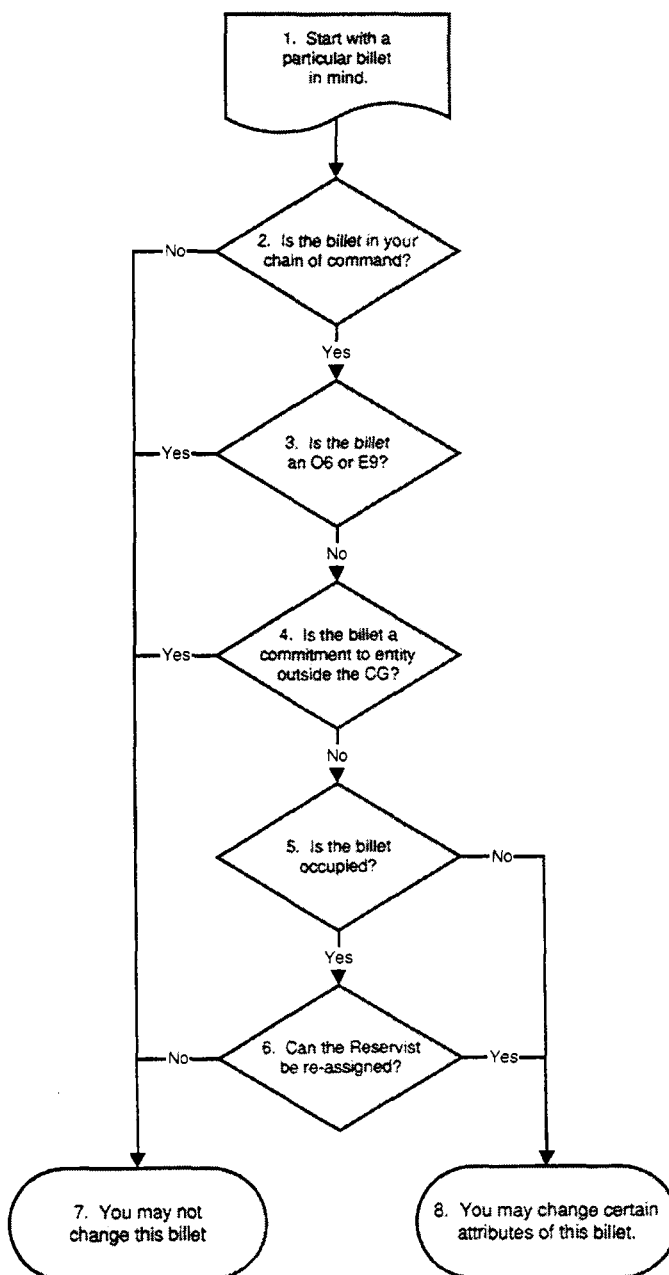 1. Start with a
particular billet
in mind.
2. Is the billet in your
chain of command?
No
Yes
3. Is the billet
an O6 or E9?
Yes
No
4. Is the billet a
commitment to entity
outside the CG?
Yes
No
5. Is the billet
occupied?
No
Yes
6. Can the Reservist
be re-assigned?
No
Yes
7. You may not
change this billet
8. You may change certain
attributes of this billet.